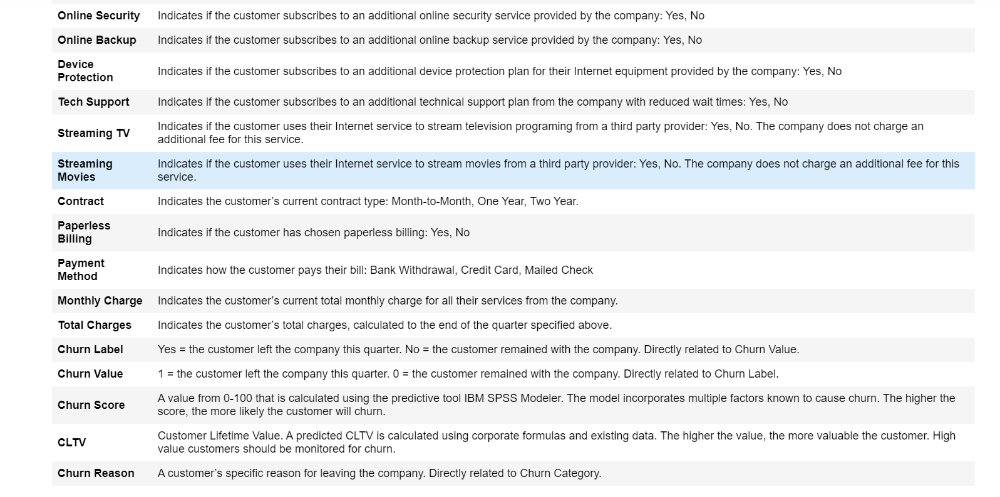 Online Security Indicates if the customer subscribes to an additional online security service provided by the company: Yes, No
Online Backup Indicates if the customer subscribes to an additional online backup service provided by the company: Yes, No
Device
Protection
Indicates if the customer subscribes to an additional device protection plan for their Internet equipment provided by the company: Yes, No
Tech Support Indicates if the customer subscribes to an additional technical support plan from the company with reduced wait times: Yes, No
Streaming TV
Indicates if the customer uses their Internet service to stream television programing from a third party provider: Yes, No. The company does not charge an
additional fee for this service.
Streaming
Movies
Indicates if the customer uses their Internet service to stream movies from a third party provider: Yes, No. The company does not charge an additional fee for this
service.
Contract Indicates the customer’s current contract type: Month-to-Month, One Year, Two Year.
Paperless
Billing
Indicates if the customer has chosen paperless billing: Yes, No
Payment
Method
Indicates how the customer pays their bill: Bank Withdrawal, Credit Card, Mailed Check
Monthly Charge Indicates the customer’s current total monthly charge for all their services from the company.
Total Charges Indicates the customer’s total charges, calculated to the end of the quarter specified above.
Churn Label Yes = the customer left the company this quarter. No = the customer remained with the company. Directly related to Churn Value.
Churn Value 1 = the customer left the company this quarter. 0 = the customer remained with the company. Directly related to Churn Label.
Churn Score
A value from 0-100 that is calculated using the predictive tool IBM SPSS Modeler. The model incorporates multiple factors known to cause churn. The higher the
score, the more likely the customer will churn.
CLTV
Customer Lifetime Value. A predicted CLTV is calculated using corporate formulas and existing data. The higher the value, the more valuable the customer. High
value customers should be monitored for churn.
Churn Reason A customer’s specific reason for leaving the company. Directly related to Churn Category.